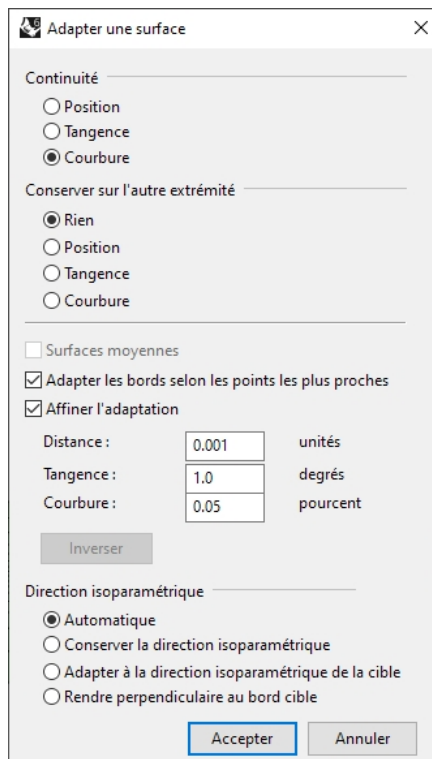 Adapter une surface
Continuité
Position
Tangence
Courbure
Conserver sur l'autre extrémité
Rien
Position
Tangence
Courbure
Surfaces moyennes
Adapter les bords selon les points les plus proches
Affiner l'adaptation
Distance : 0.001 unités
Tangence : 1.0 degrés
Courbure : 0.05 pourcent
Inverser
Direction isoparamétrique
Automatique
Conserver la direction isoparamétrique
Adapter à la direction isoparamétrique de la cible
Rendre perpendiculaire au bord cible
Accepter Annuler